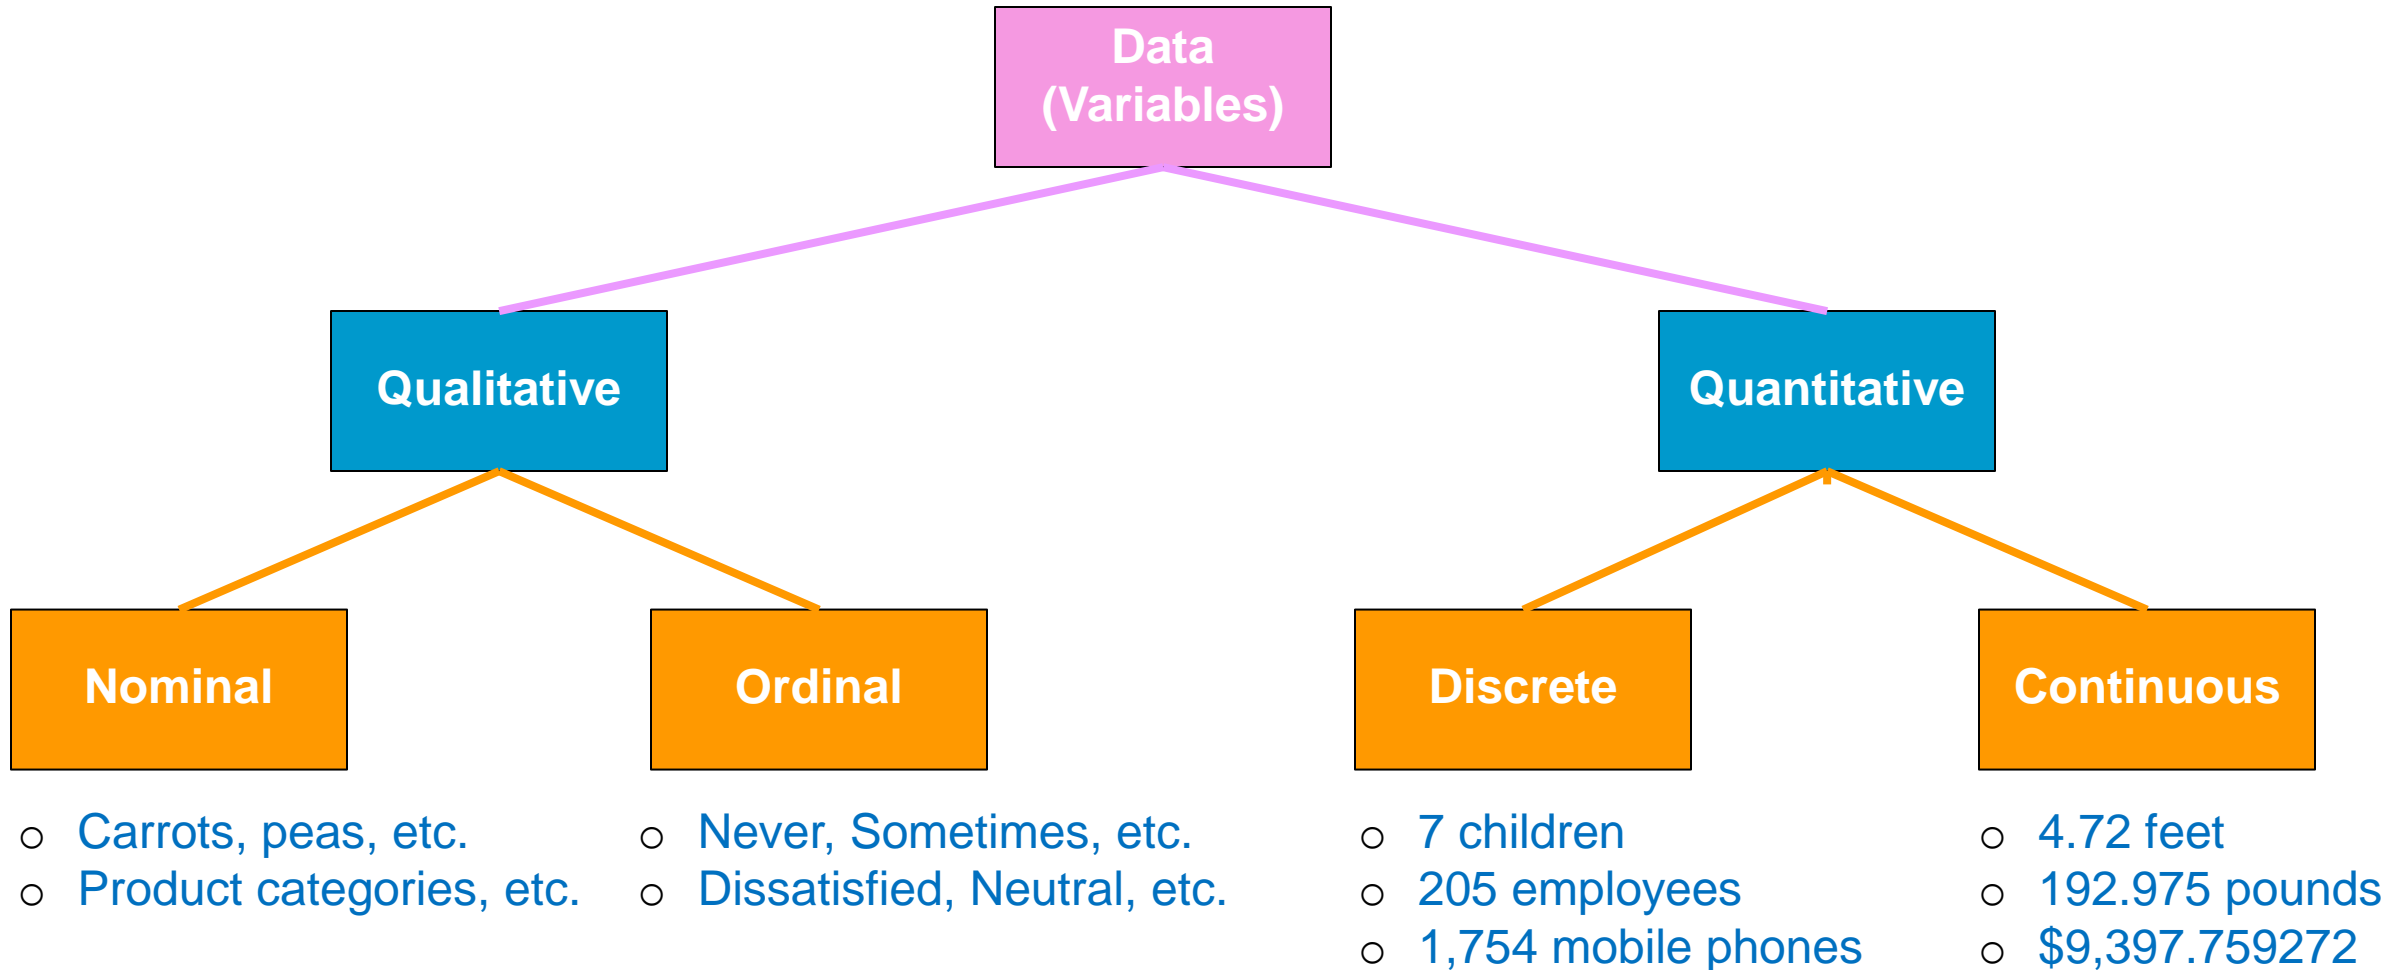 Data
(Variables)
Qualitative
Quantitative
Nominal
Ordinal
Discrete
Continuous
o Carrots, peas, etc.
o Product categories, etc.
o Never, Sometimes, etc.
o Dissatisfied, Neutral, etc.
o 7 children
o 205 employees
o 1,754 mobile phones
o 4.72 feet
o 192.975 pounds
o $9,397.759272